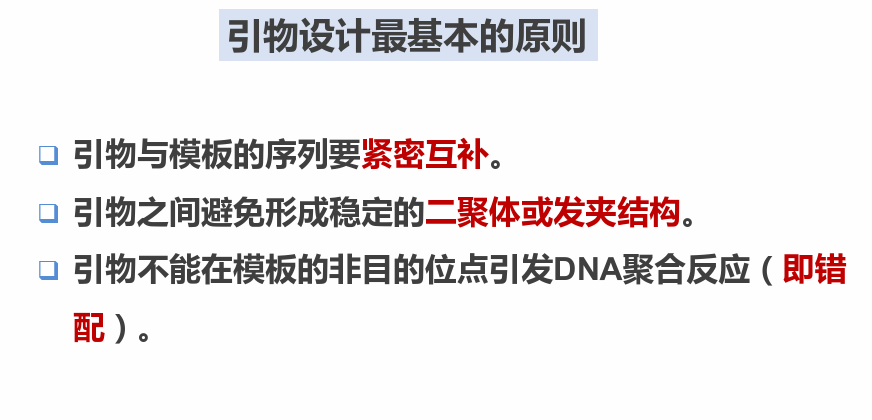 引物设计最基本的原则
引物与模板的序列要紧密互补。
引物之间避免形成稳定的二聚体或发夹结构。
引物不能在模板的非目的位点引发DNA聚合反应（即错
配）。